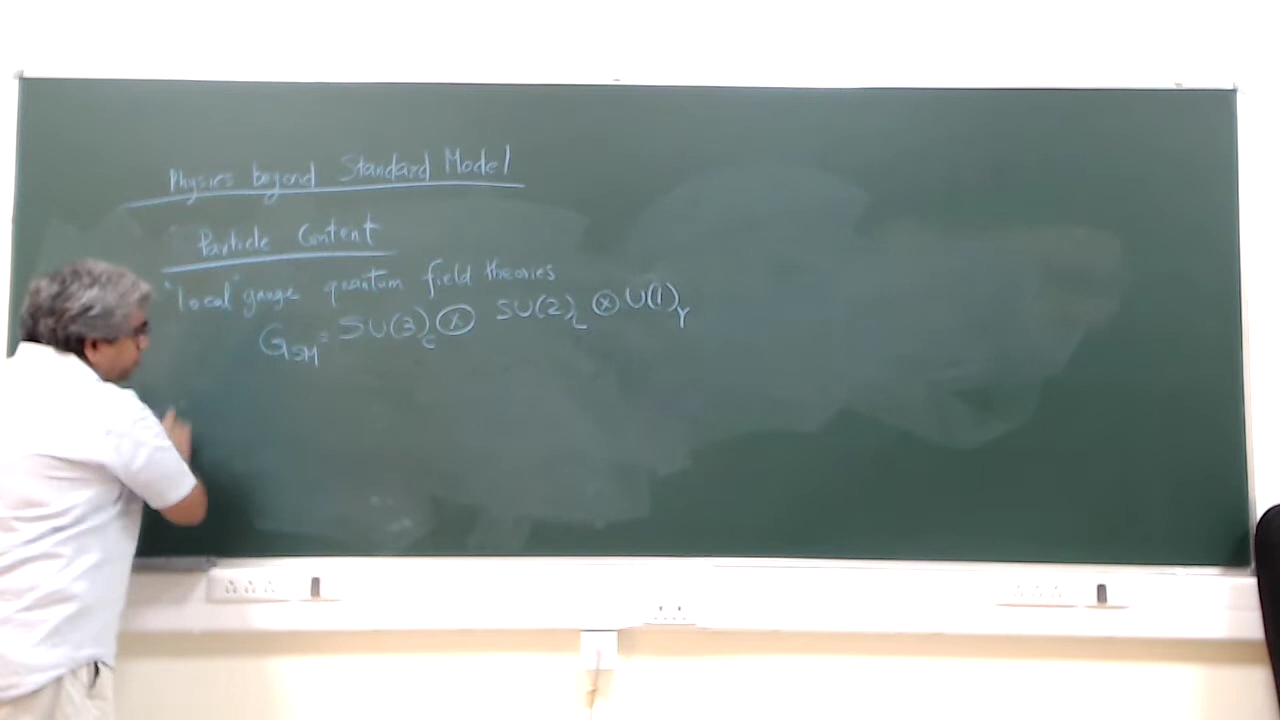 Physics beyond Standard Model
Particle Content
"local" gauge quantum field theories
G_SM = SU(3)_C ⊗ SU(2)_L ⊗ U(1)_Y